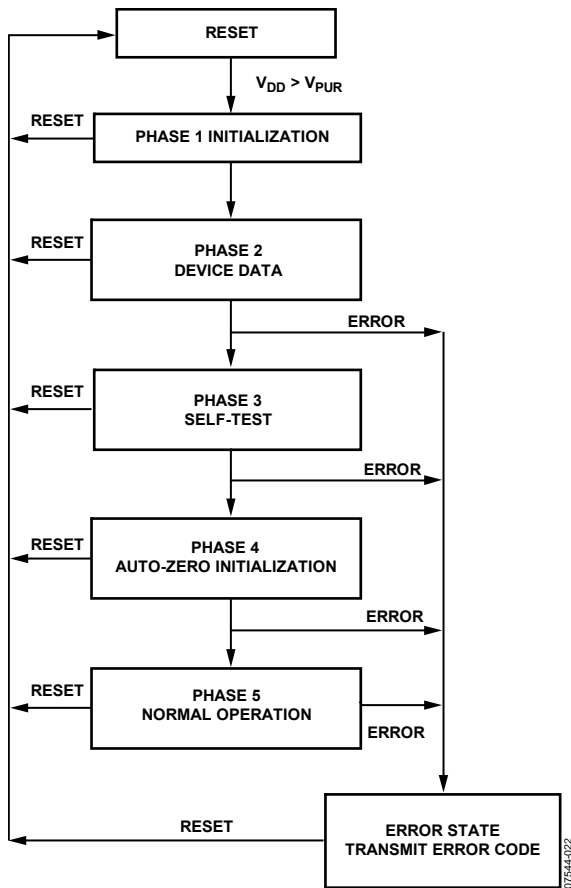 RESET
V_DD > V_PUR
RESET
PHASE 1 INITIALIZATION
RESET
PHASE 2
DEVICE DATA
ERROR
RESET
PHASE 3
SELF-TEST
ERROR
RESET
PHASE 4
AUTO-ZERO INITIALIZATION
ERROR
RESET
PHASE 5
NORMAL OPERATION
ERROR
RESET
ERROR STATE
TRANSMIT ERROR CODE
07544-022